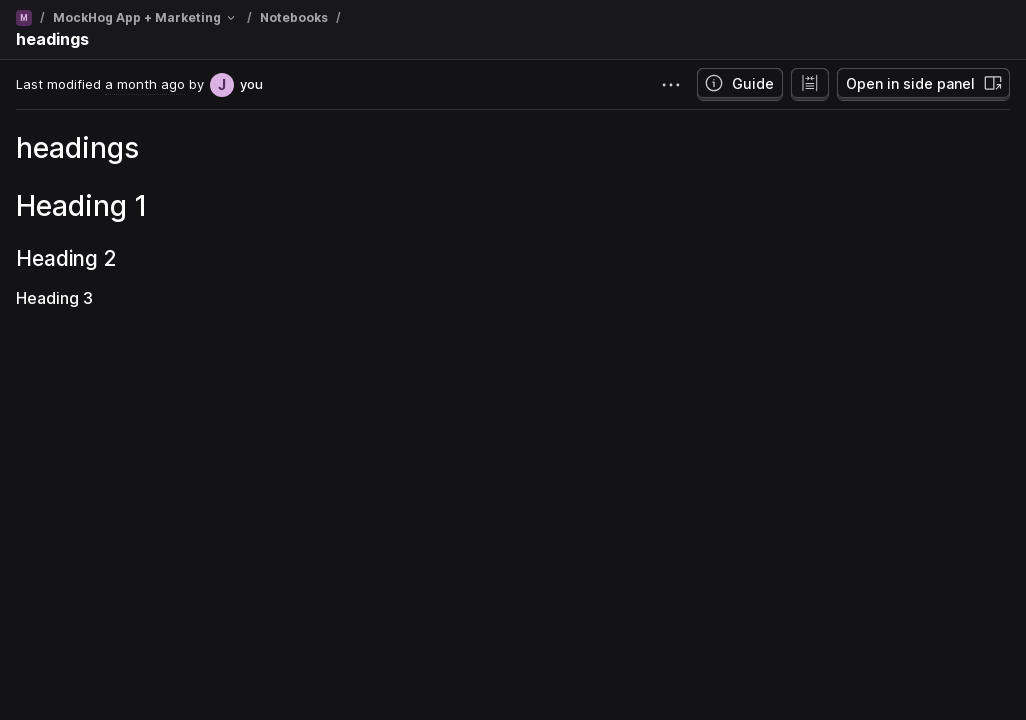 M / MockHog App + Marketing / Notebooks /
headings
Last modified a month ago by J you
Guide
Open in side panel
headings
Heading 1
Heading 2
Heading 3